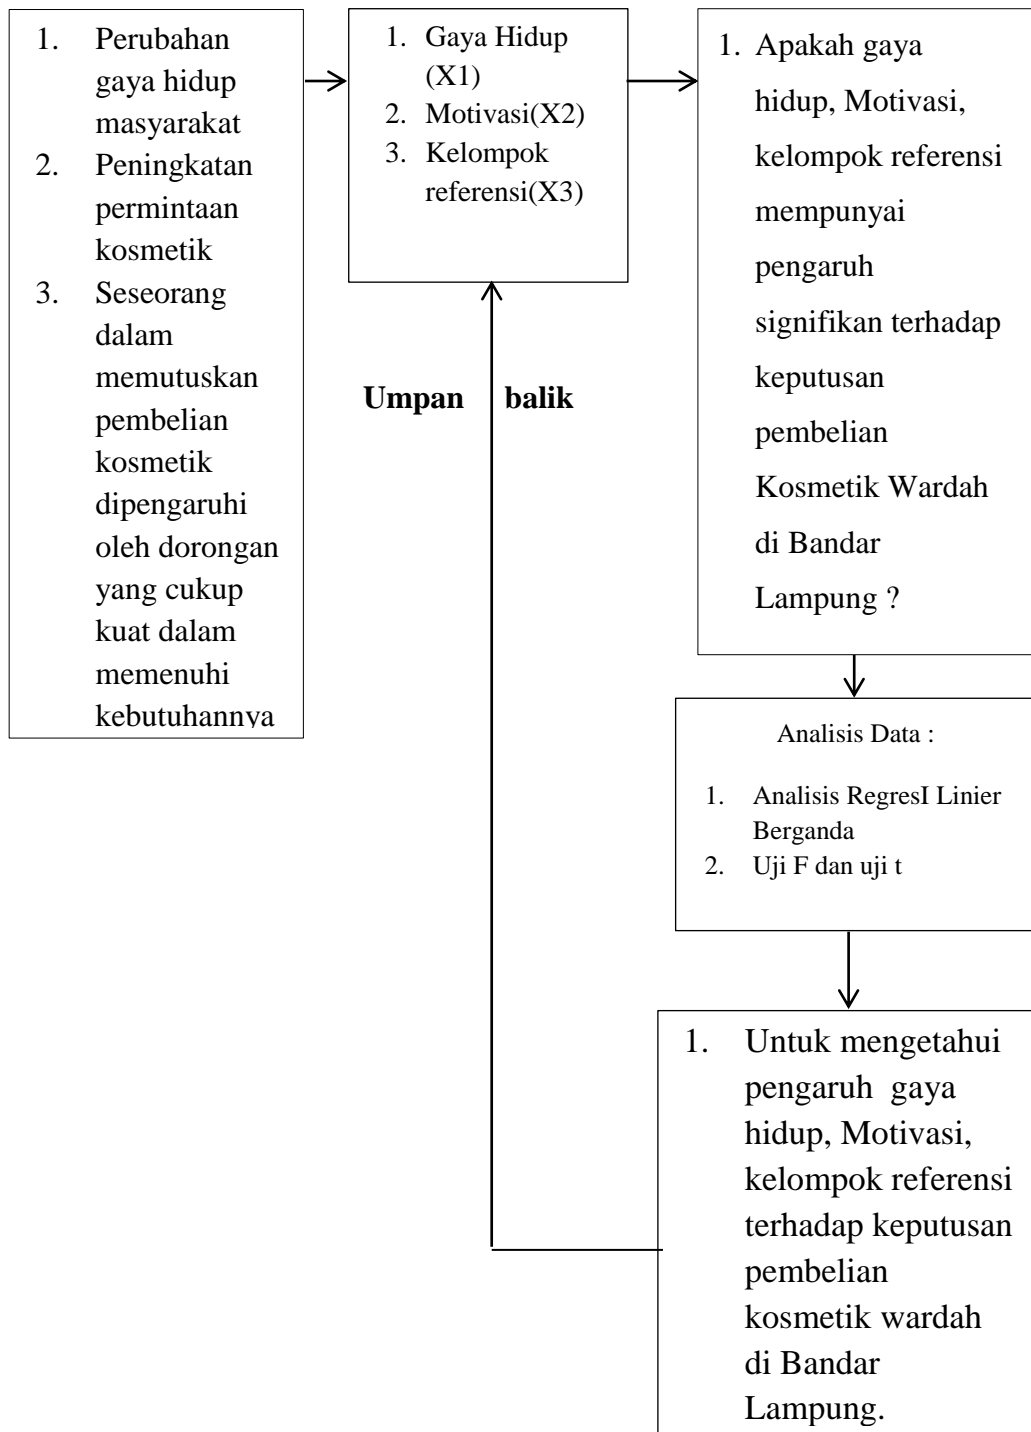 1. Perubahan
gaya hidup
masyarakat
2. Peningkatan
permintaan
kosmetik
3. Seseorang
dalam
memutuskan
pembelian
kosmetik
dipengaruhi
oleh dorongan
yang cukup
kuat dalam
memenuhi
kebutuhannya
1. Gaya Hidup
(X1)
2. Motivasi(X2)
3. Kelompok
referensi(X3)
1. Apakah gaya
hidup, Motivasi,
kelompok referensi
mempunyai
pengaruh
signifikan terhadap
keputusan
pembelian
Kosmetik Wardah
di Bandar
Lampung ?
Umpan balik
Analisis Data :
1. Analisis RegresI Linier
Berganda
2. Uji F dan uji t
1. Untuk mengetahui
pengaruh gaya
hidup, Motivasi,
kelompok referensi
terhadap keputusan
pembelian
kosmetik wardah
di Bandar
Lampung.